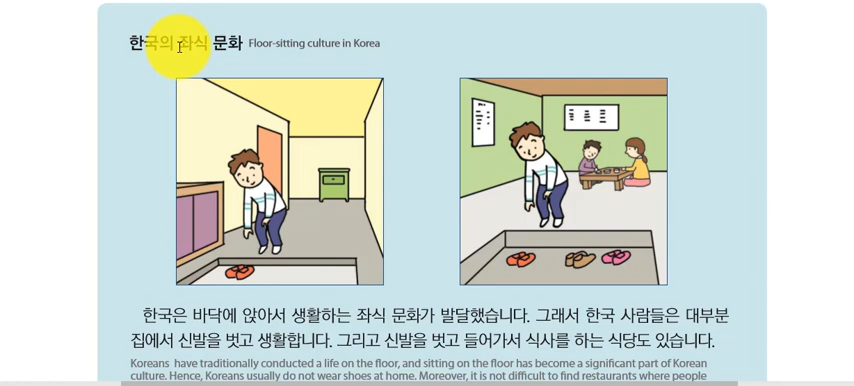 한국의 좌식 문화 Floor-sitting culture in Korea
한국은 바닥에 앉아서 생활하는 좌식 문화가 발달했습니다. 그래서 한국 사람들은 대부분
집에서 신발을 벗고 생활합니다. 그리고 신발을 벗고 들어가서 식사를 하는 식당도 있습니다.
Koreans have traditionally conducted a life on the floor, and sitting on the floor has become a significant part of Korean
culture. Hence, Koreans usually do not wear shoes at home. Moreover, it is not difficult to find restaurants where people